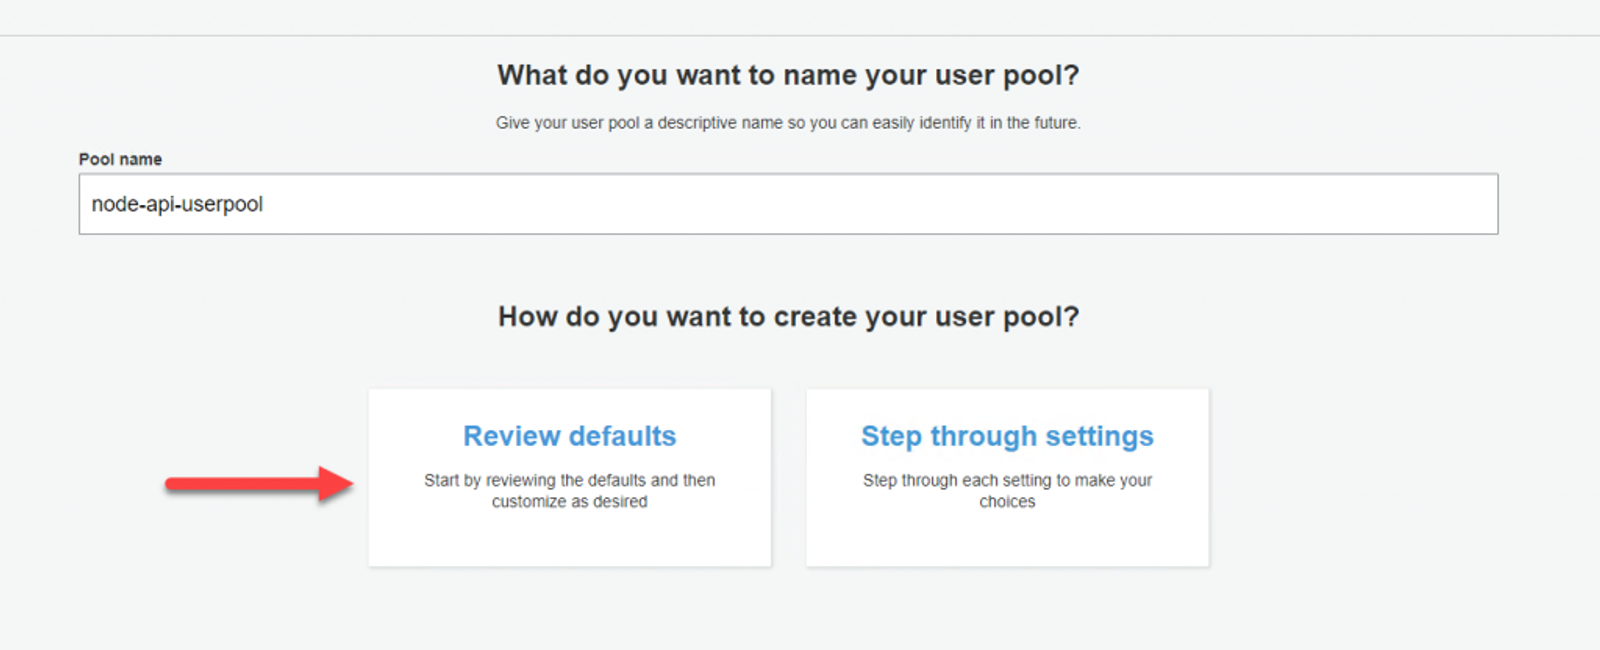 What do you want to name your user pool?
Give your user pool a descriptive name so you can easily identify it in the future.
Pool name
node-api-userpool
How do you want to create your user pool?
Review defaults
Start by reviewing the defaults and then
customize as desired
Step through settings
Step through each setting to make your
choices